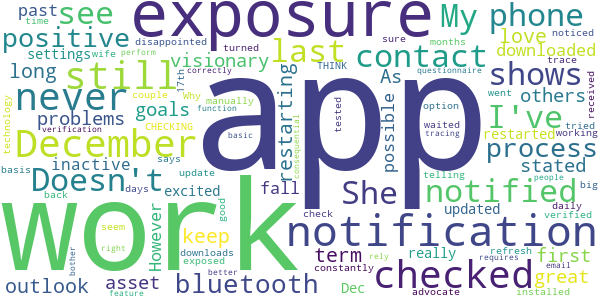 past see exposure My phone
time
positive settings wife perform disappointed turned last contact sure months love noticed downloaded trace
long still visionary correctly As shows others I've
never couple Why 17th manually THINK possible tested option waited tracing questionnaire went tried restarted received working
problems goals CHECKING function restarting consequential
technology December verification app basic process
basis inactive says update telling stated
Doesn't days excited notified a people big
back work She notification daily verified
However seem right good fall check updated refresh requires first
outlook asset downloads exposed keep term really constantly rely email great
bother feature better bluetooth Dec advocate checked installed